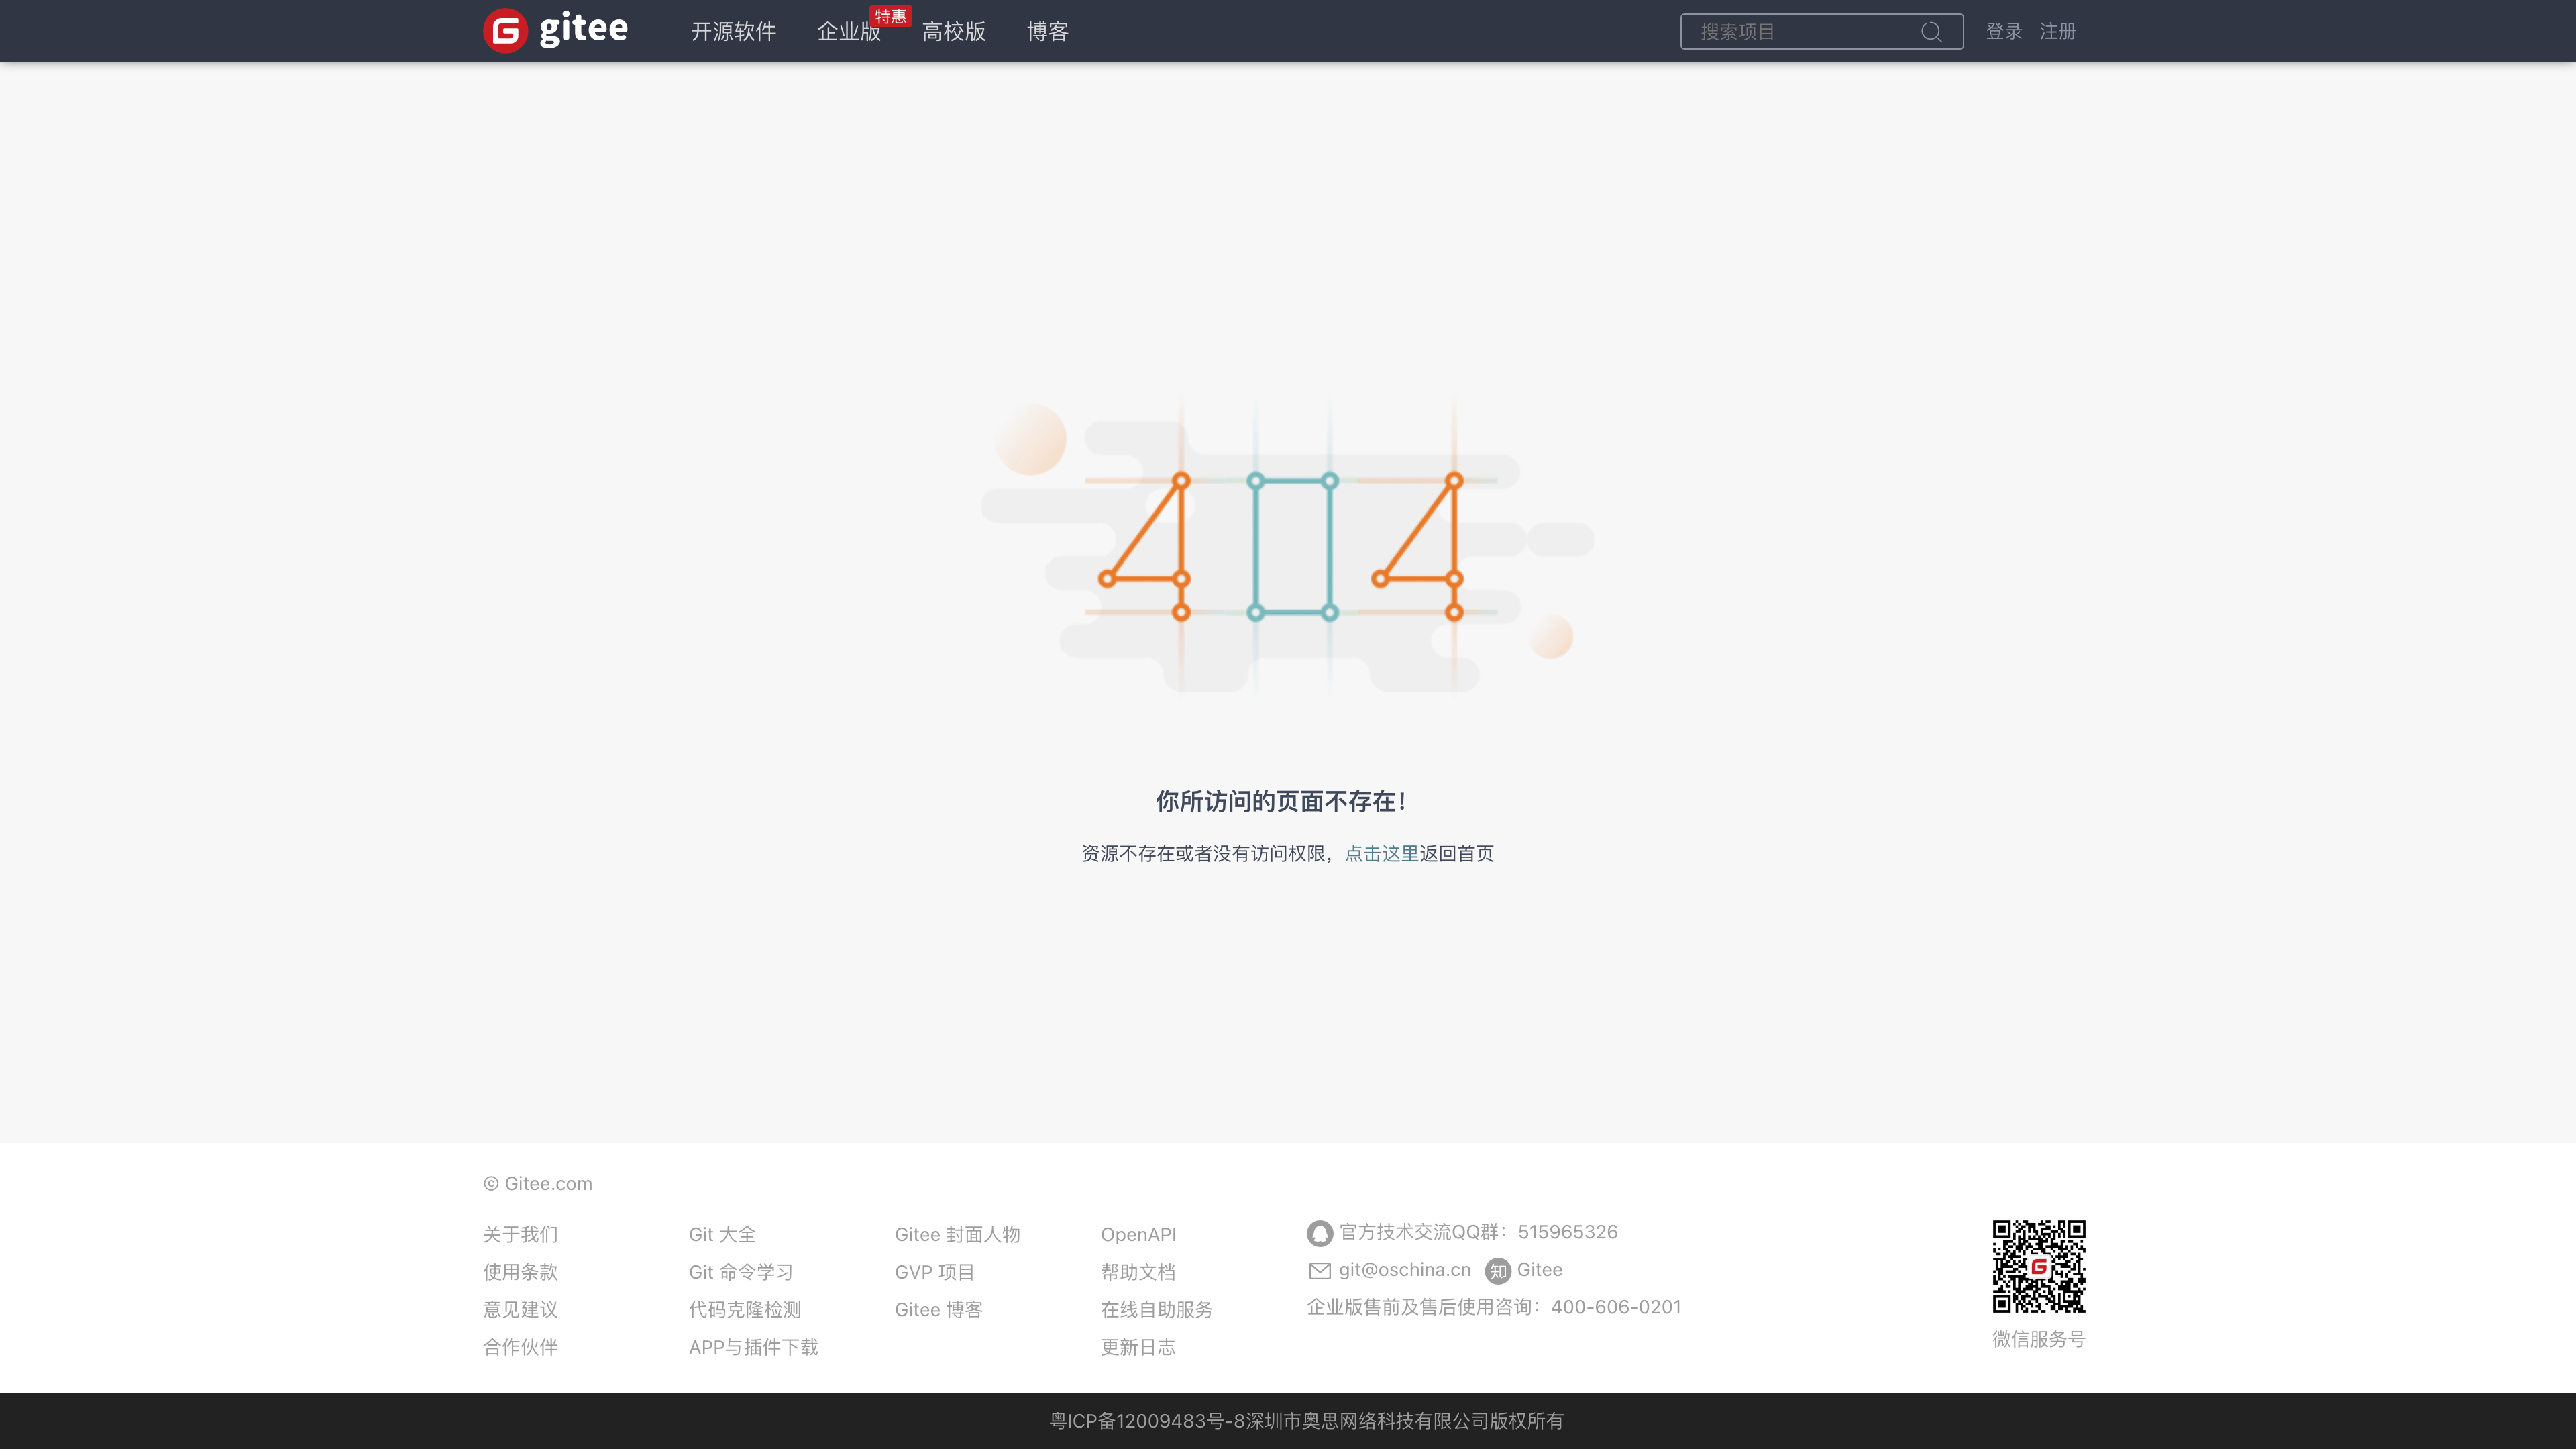 gitee 开源软件 企业版 特惠 高校版 博客 搜索项目 登录 注册
404
你所访问的页面不存在！
资源不存在或者没有访问权限，点击这里返回首页
© Gitee.com
关于我们
使用条款
意见建议
合作伙伴
Git 大全
Git 命令学习
代码克隆检测
APP与插件下载
Gitee 封面人物
GVP 项目
Gitee 博客
OpenAPI
帮助文档
在线自助服务
更新日志
官方技术交流QQ群：515965326
git@oschina.cn 知 Gitee
企业版售前及售后使用咨询：400-606-0201
微信服务号
粤ICP备12009483号-8深圳市奥思网络科技有限公司版权所有